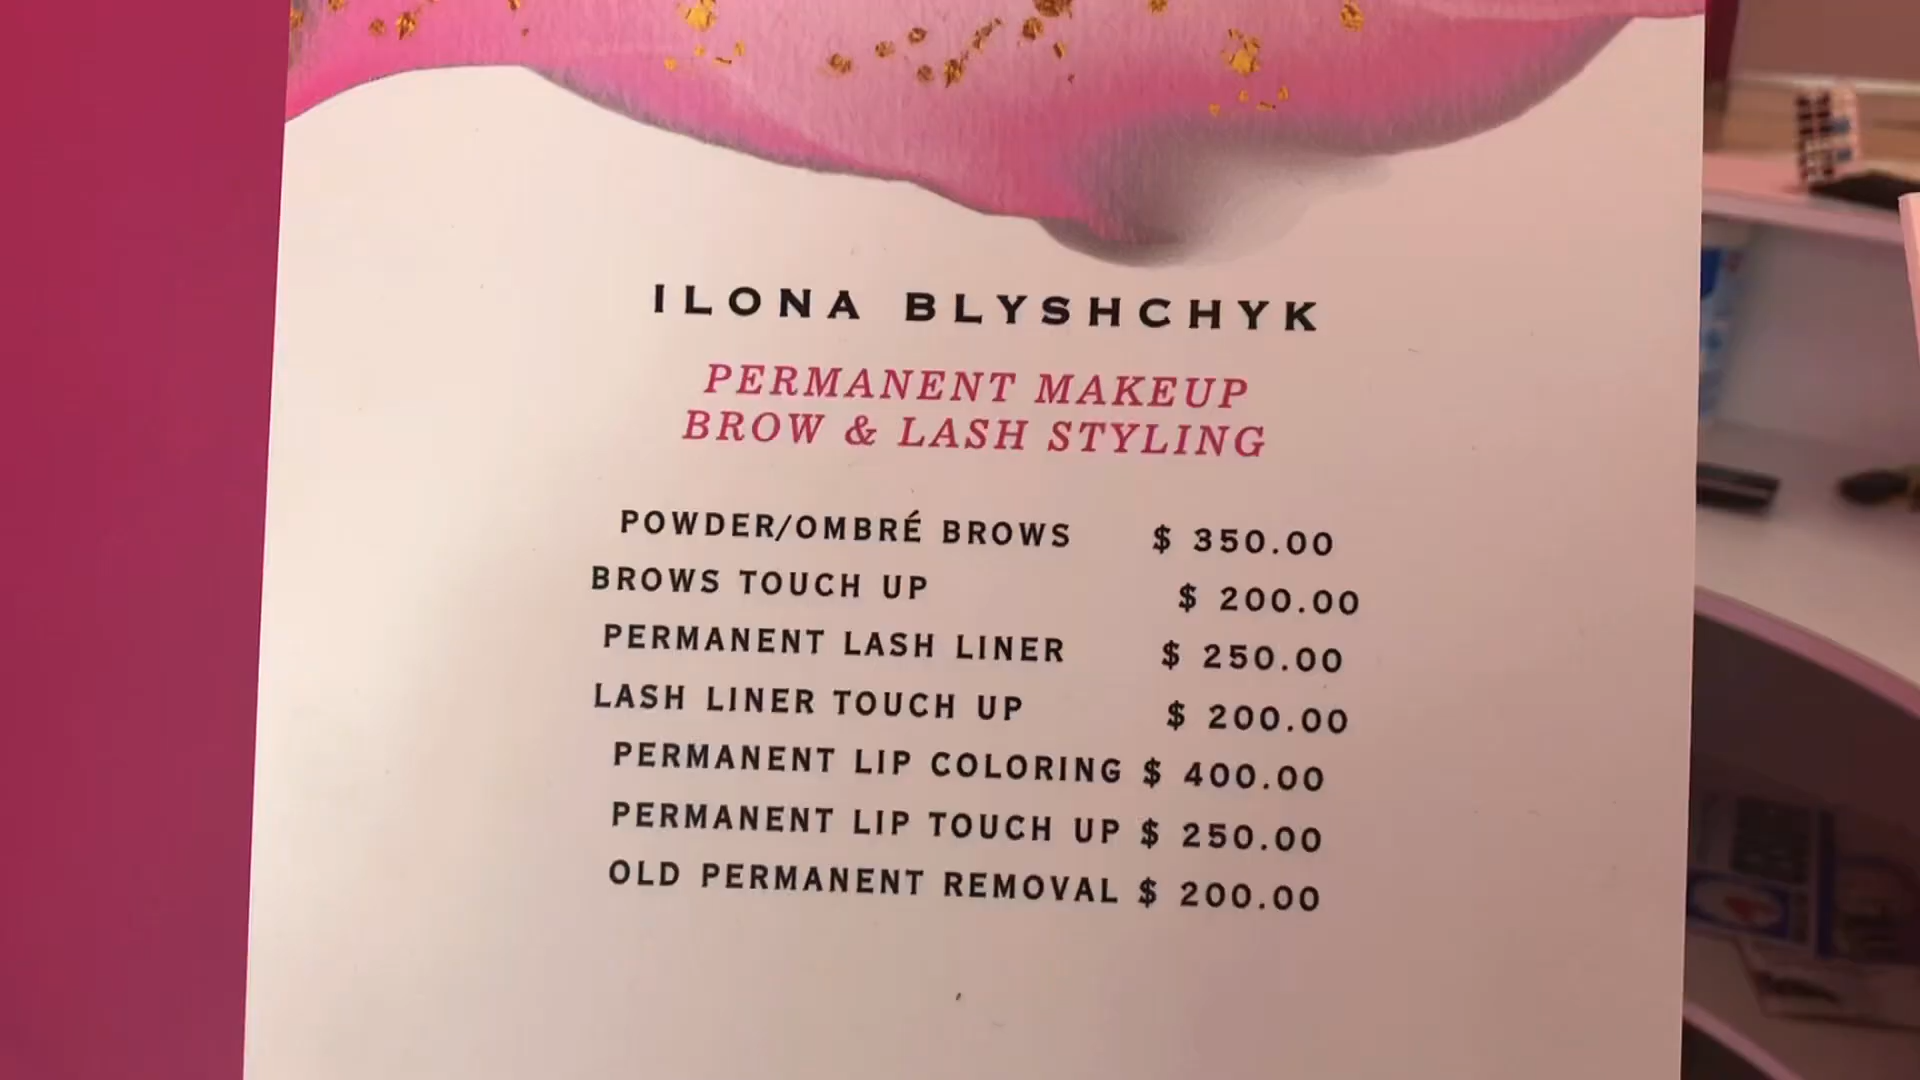 ILONA BLYSHCHYK
PERMANENT MAKEUP
BROW & LASH STYLING
POWDER/OMBRÉ BROWS $ 350.00
BROWS TOUCH UP $ 200.00
PERMANENT LASH LINER $ 250.00
LASH LINER TOUCH UP $ 200.00
PERMANENT LIP COLORING $ 400.00
PERMANENT LIP TOUCH UP $ 250.00
OLD PERMANENT REMOVAL $ 200.00